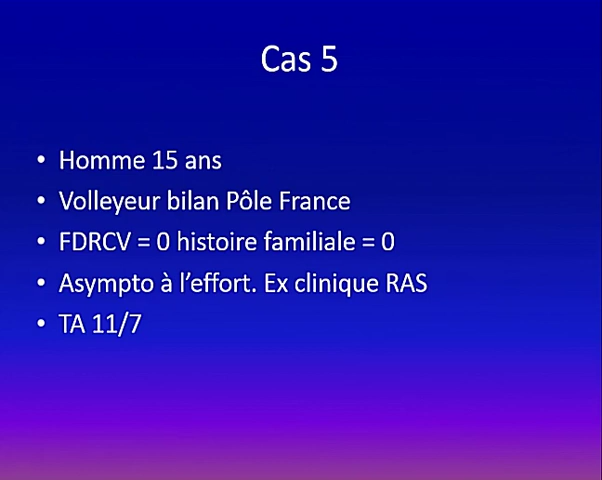 Cas 5
• Homme 15 ans
• Volleyeur bilan Pôle France
• FDRCV = 0 histoire familiale = 0
• Asympto à l’effort. Ex clinique RAS
• TA 11/7